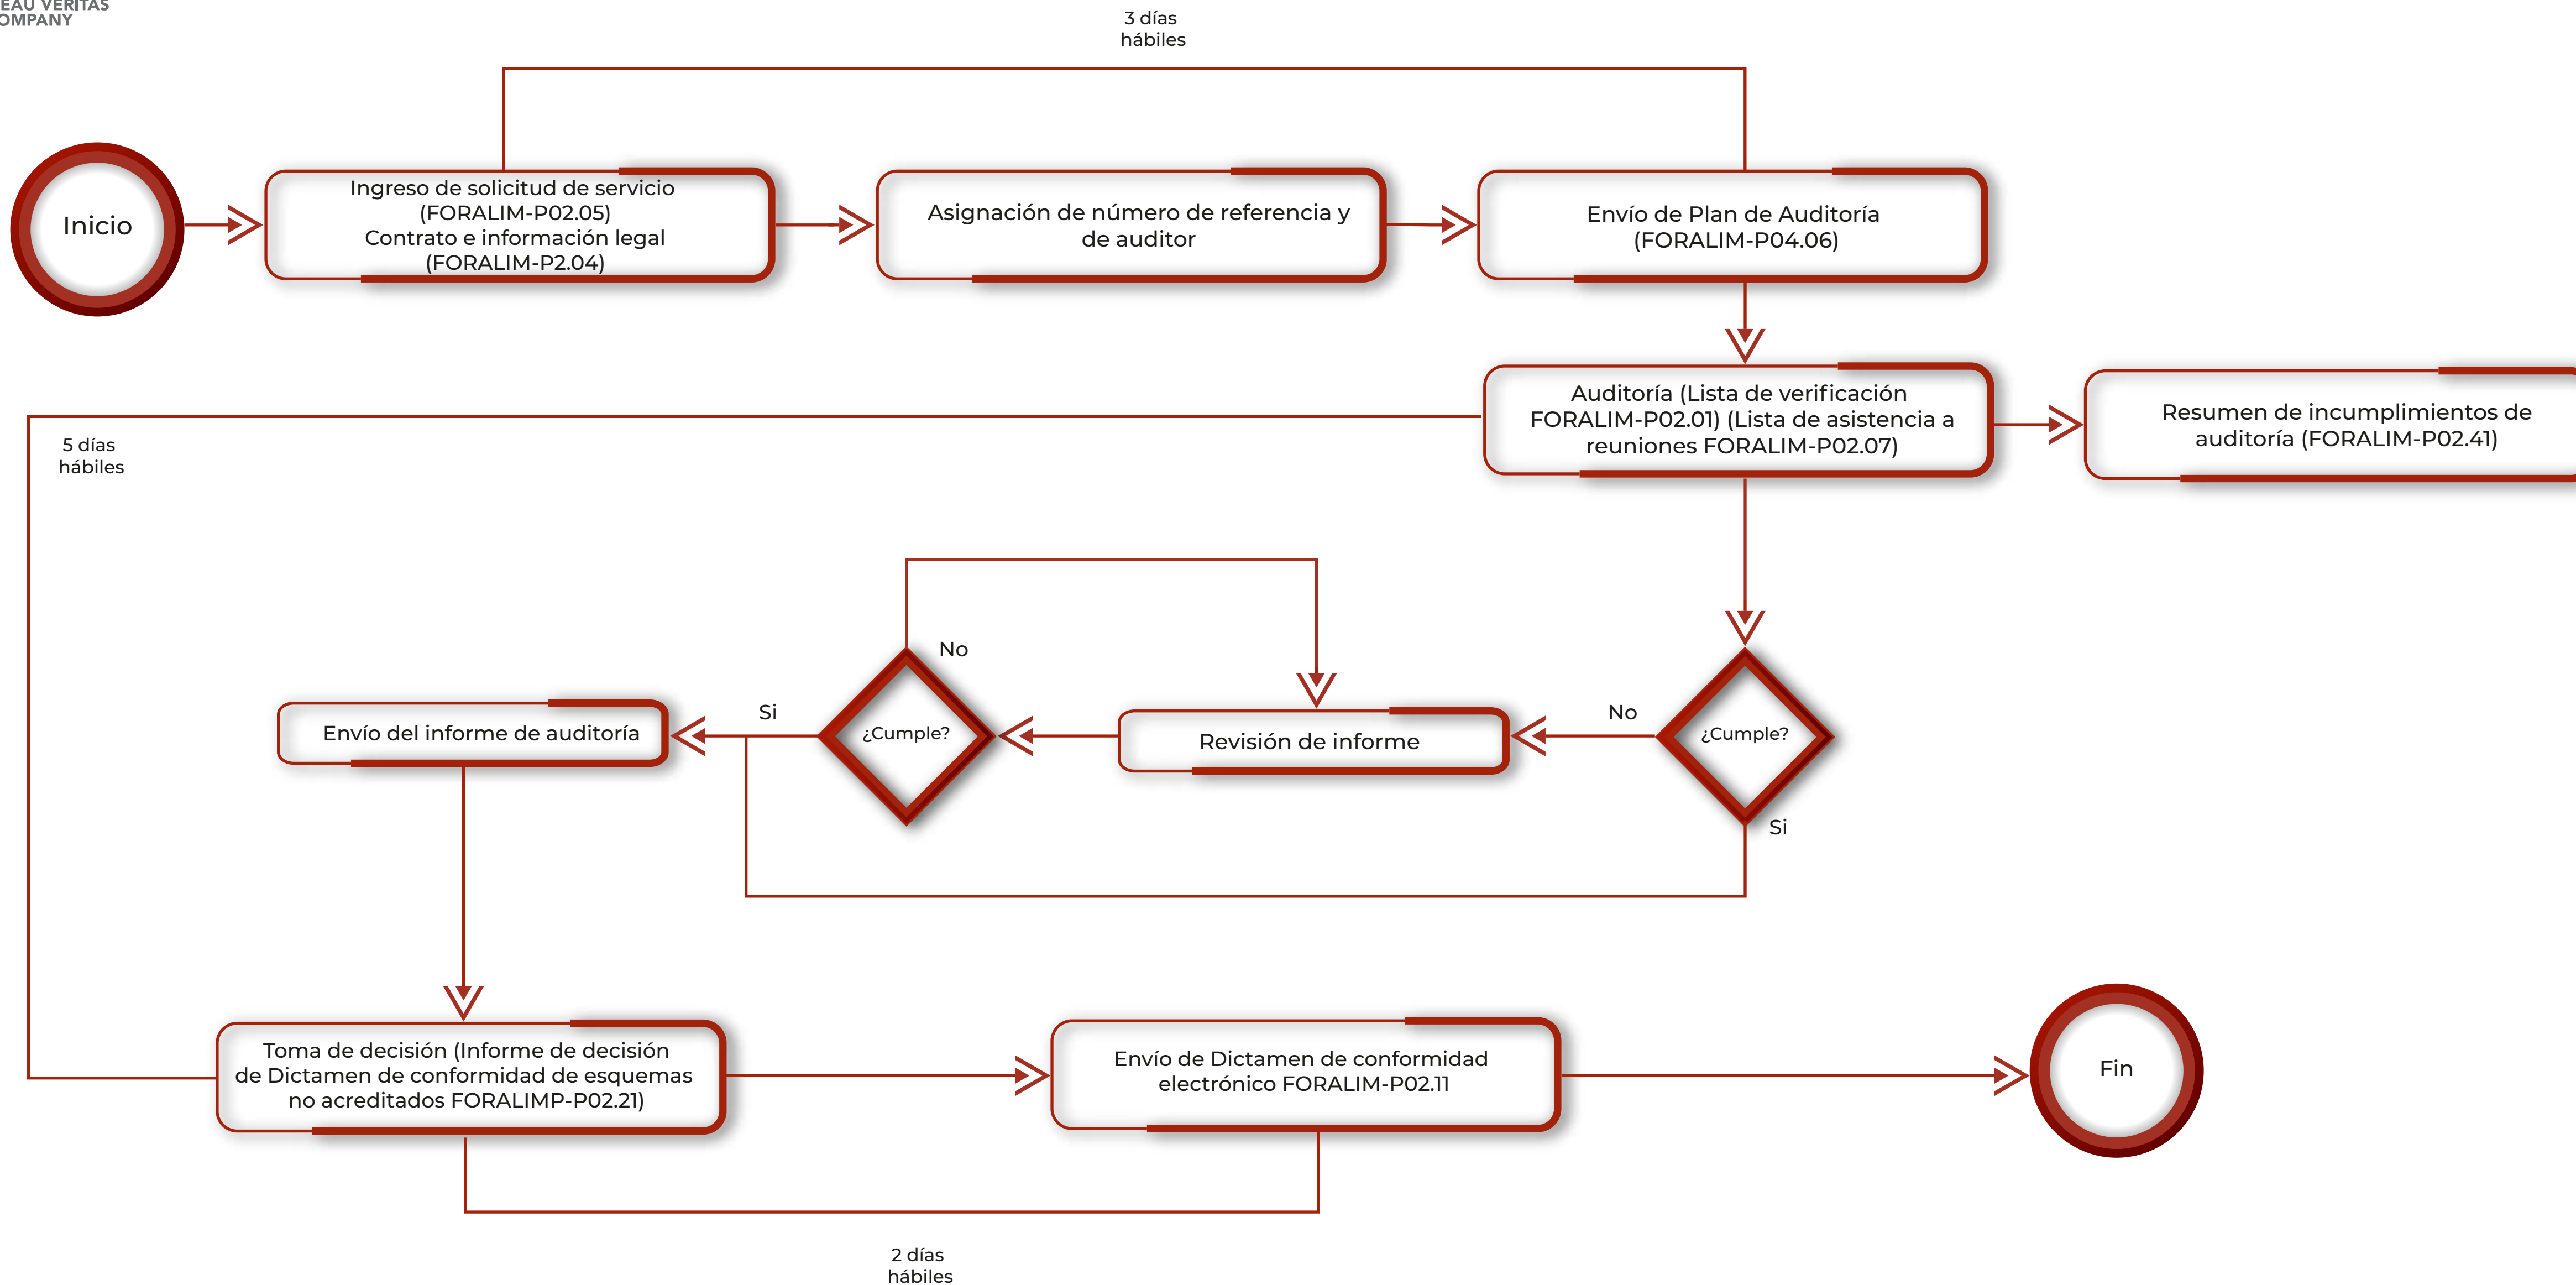 EAU VERITAS
OMPANY
3 días
hábiles
Inicio
Ingreso de solicitud de servicio
(FORALIM-P02.05)
Contrato e información legal
(FORALIM-P2.04)
Asignación de número de referencia y
de auditor
Envío de Plan de Auditoría
(FORALIM-P04.06)
Auditoría (Lista de verificación
FORALIM-P02.01) (Lista de asistencia a
reuniones FORALIM-P02.07)
Resumen de incumplimientos de
auditoría (FORALIM-P02.41)
5 días
hábiles
No
Si
No
Envío del informe de auditoría
¿Cumple?
Revisión de informe
¿Cumple?
Si
Toma de decisión (Informe de decisión
de Dictamen de conformidad de esquemas
no acreditados FORALIMP-P02.21)
Envío de Dictamen de conformidad
electrónico FORALIM-P02.11
Fin
2 días
hábiles